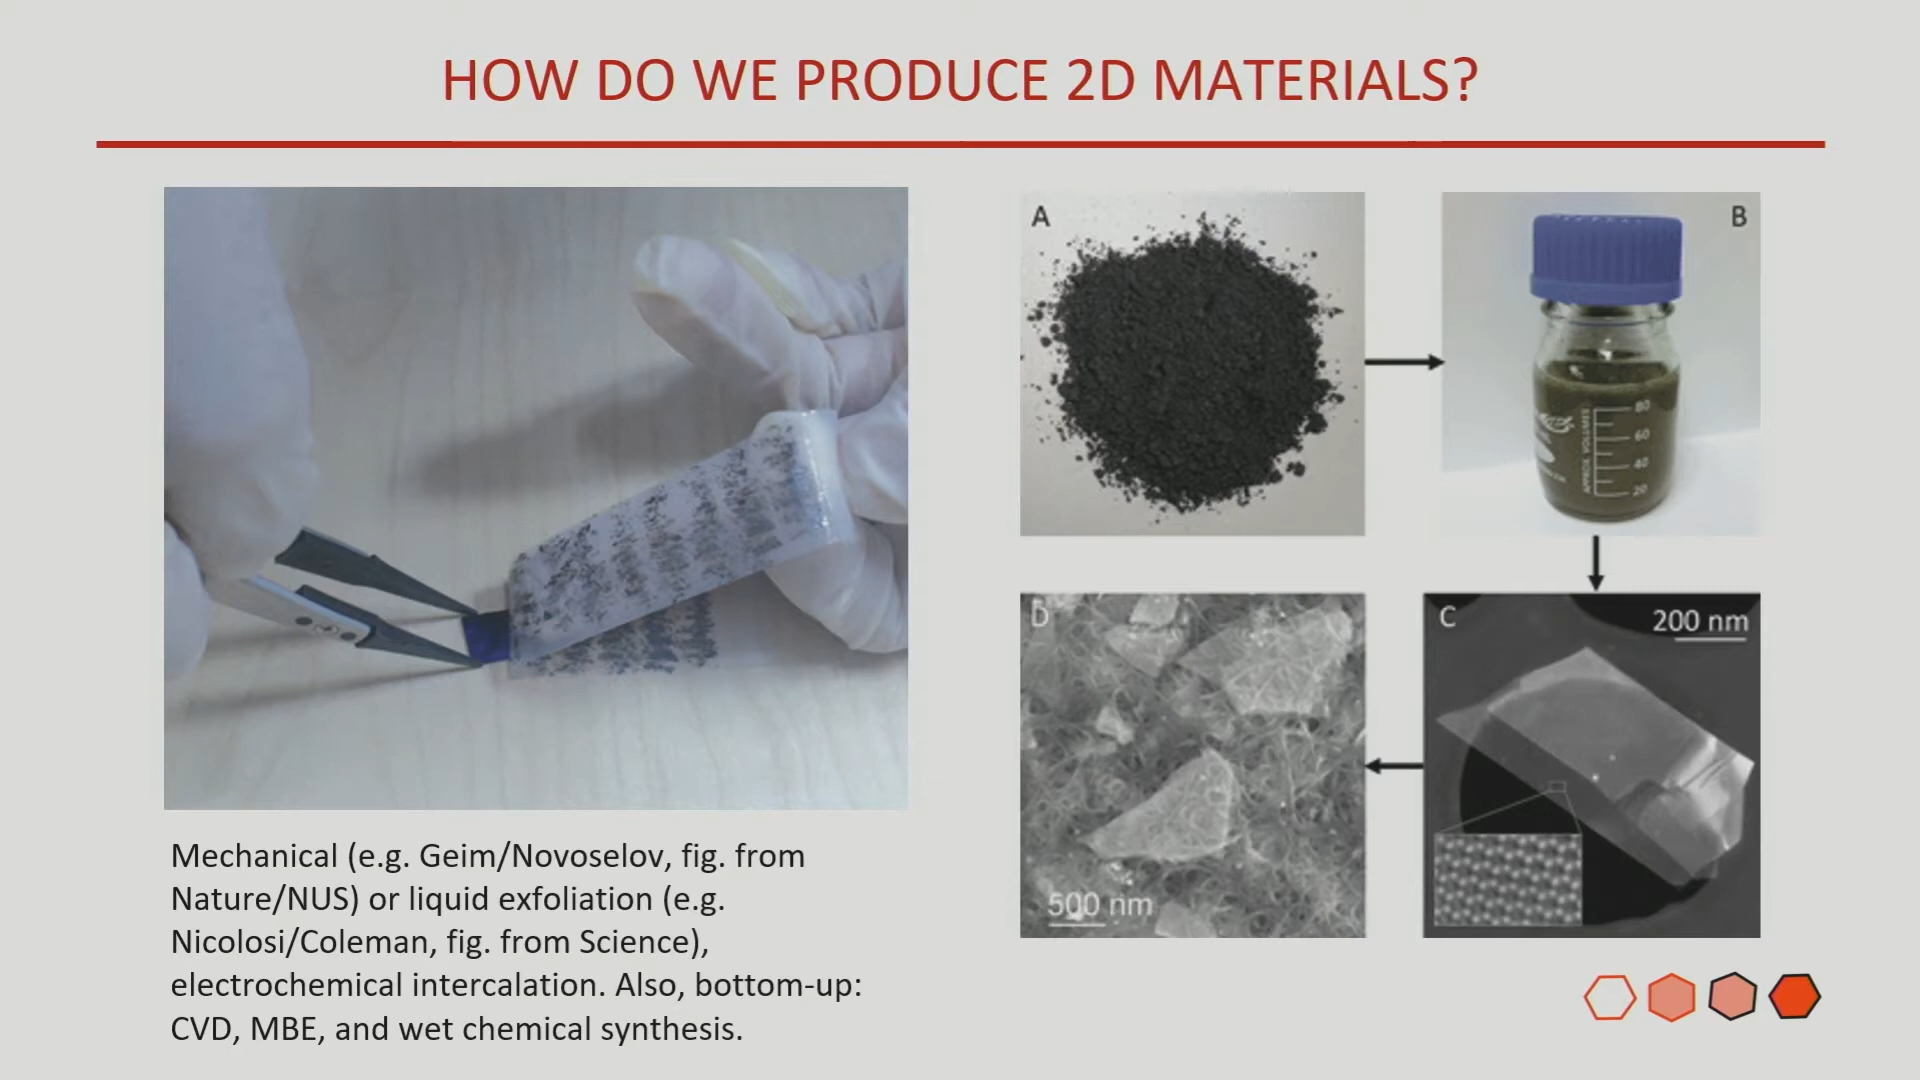 HOW DO WE PRODUCE 2D MATERIALS?
A
B
80
60
40
20
APPROX VOLUMES
D
500 nm
C
200 nm
Mechanical (e.g. Geim/Novoselov, fig. from
Nature/NUS) or liquid exfoliation (e.g.
Nicolosi/Coleman, fig. from Science),
electrochemical intercalation. Also, bottom-up:
CVD, MBE, and wet chemical synthesis.